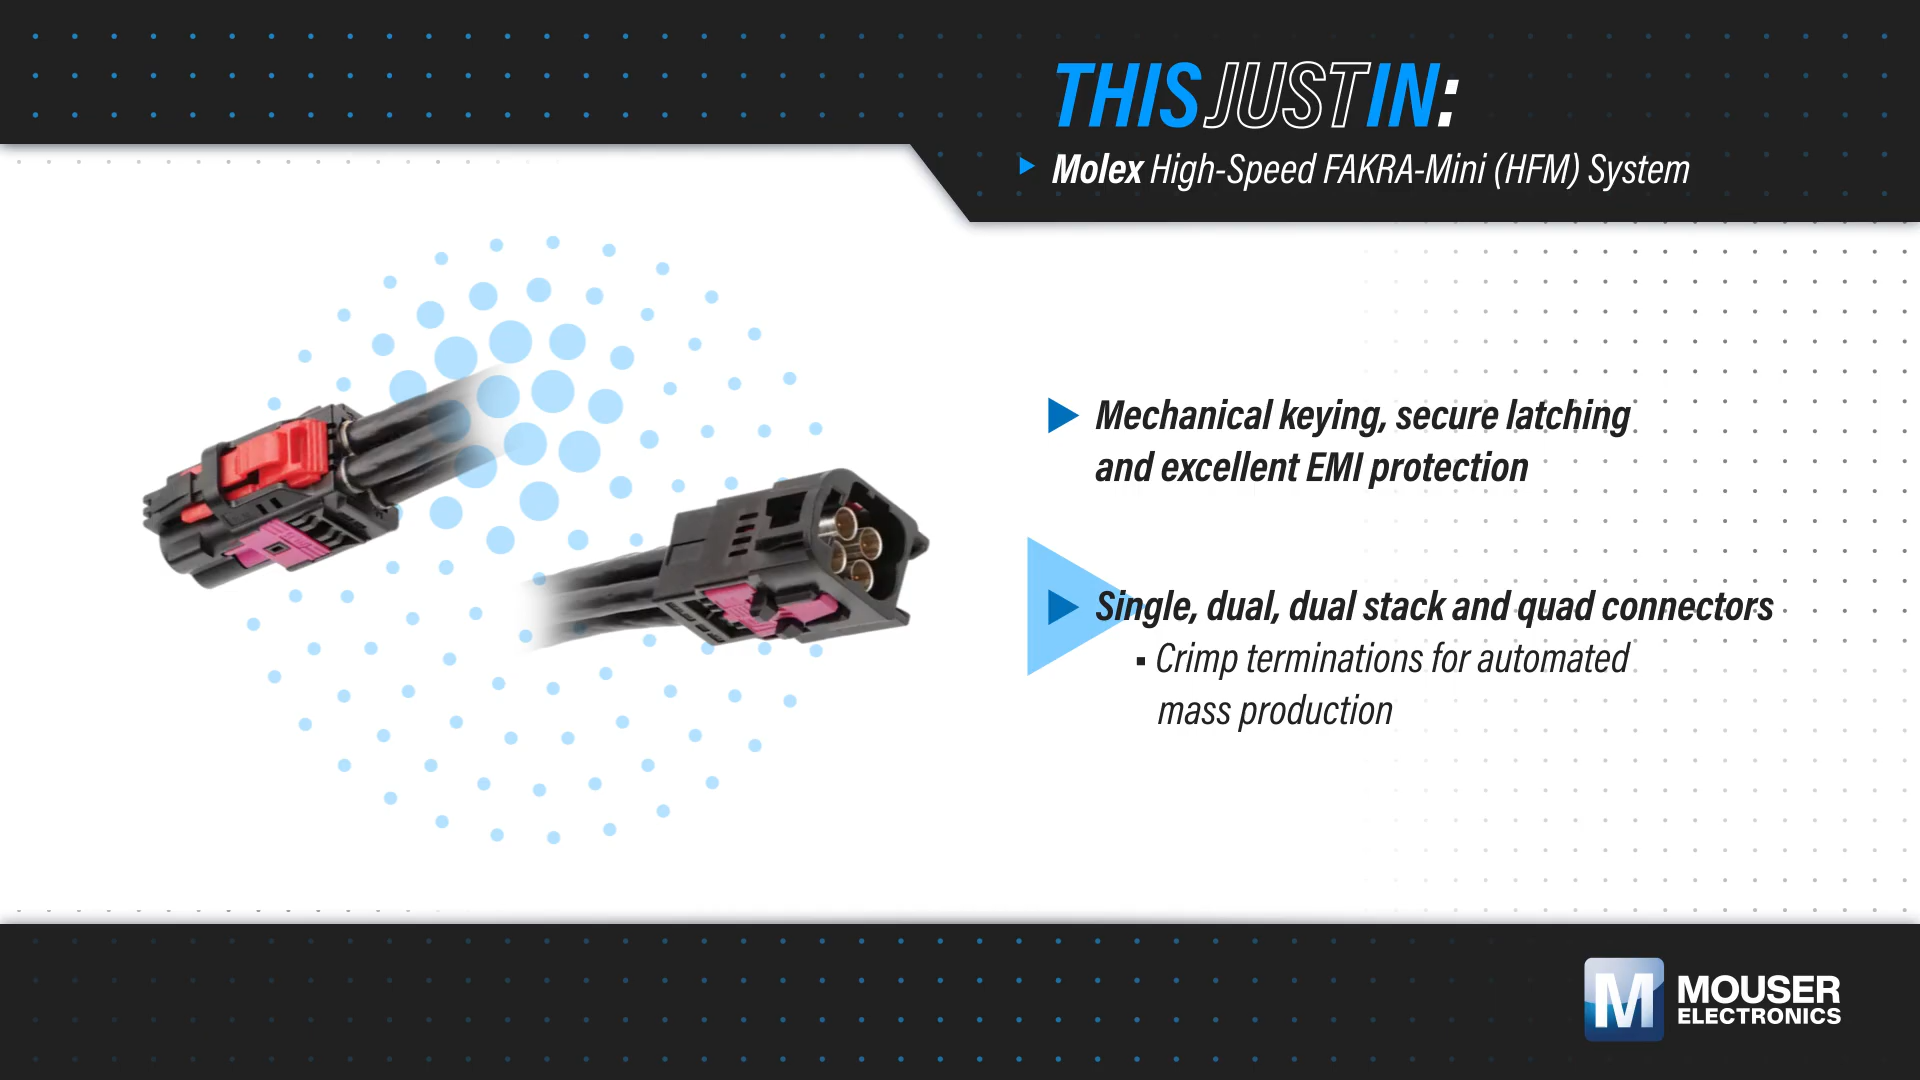 THIS JUST IN:
Molex High-Speed FAKRA-Mini (HFM) System
Mechanical keying, secure latching
and excellent EMI protection
Single, dual, dual stack and quad connectors
▪ Crimp terminations for automated
mass production
M MOUSER
ELECTRONICS